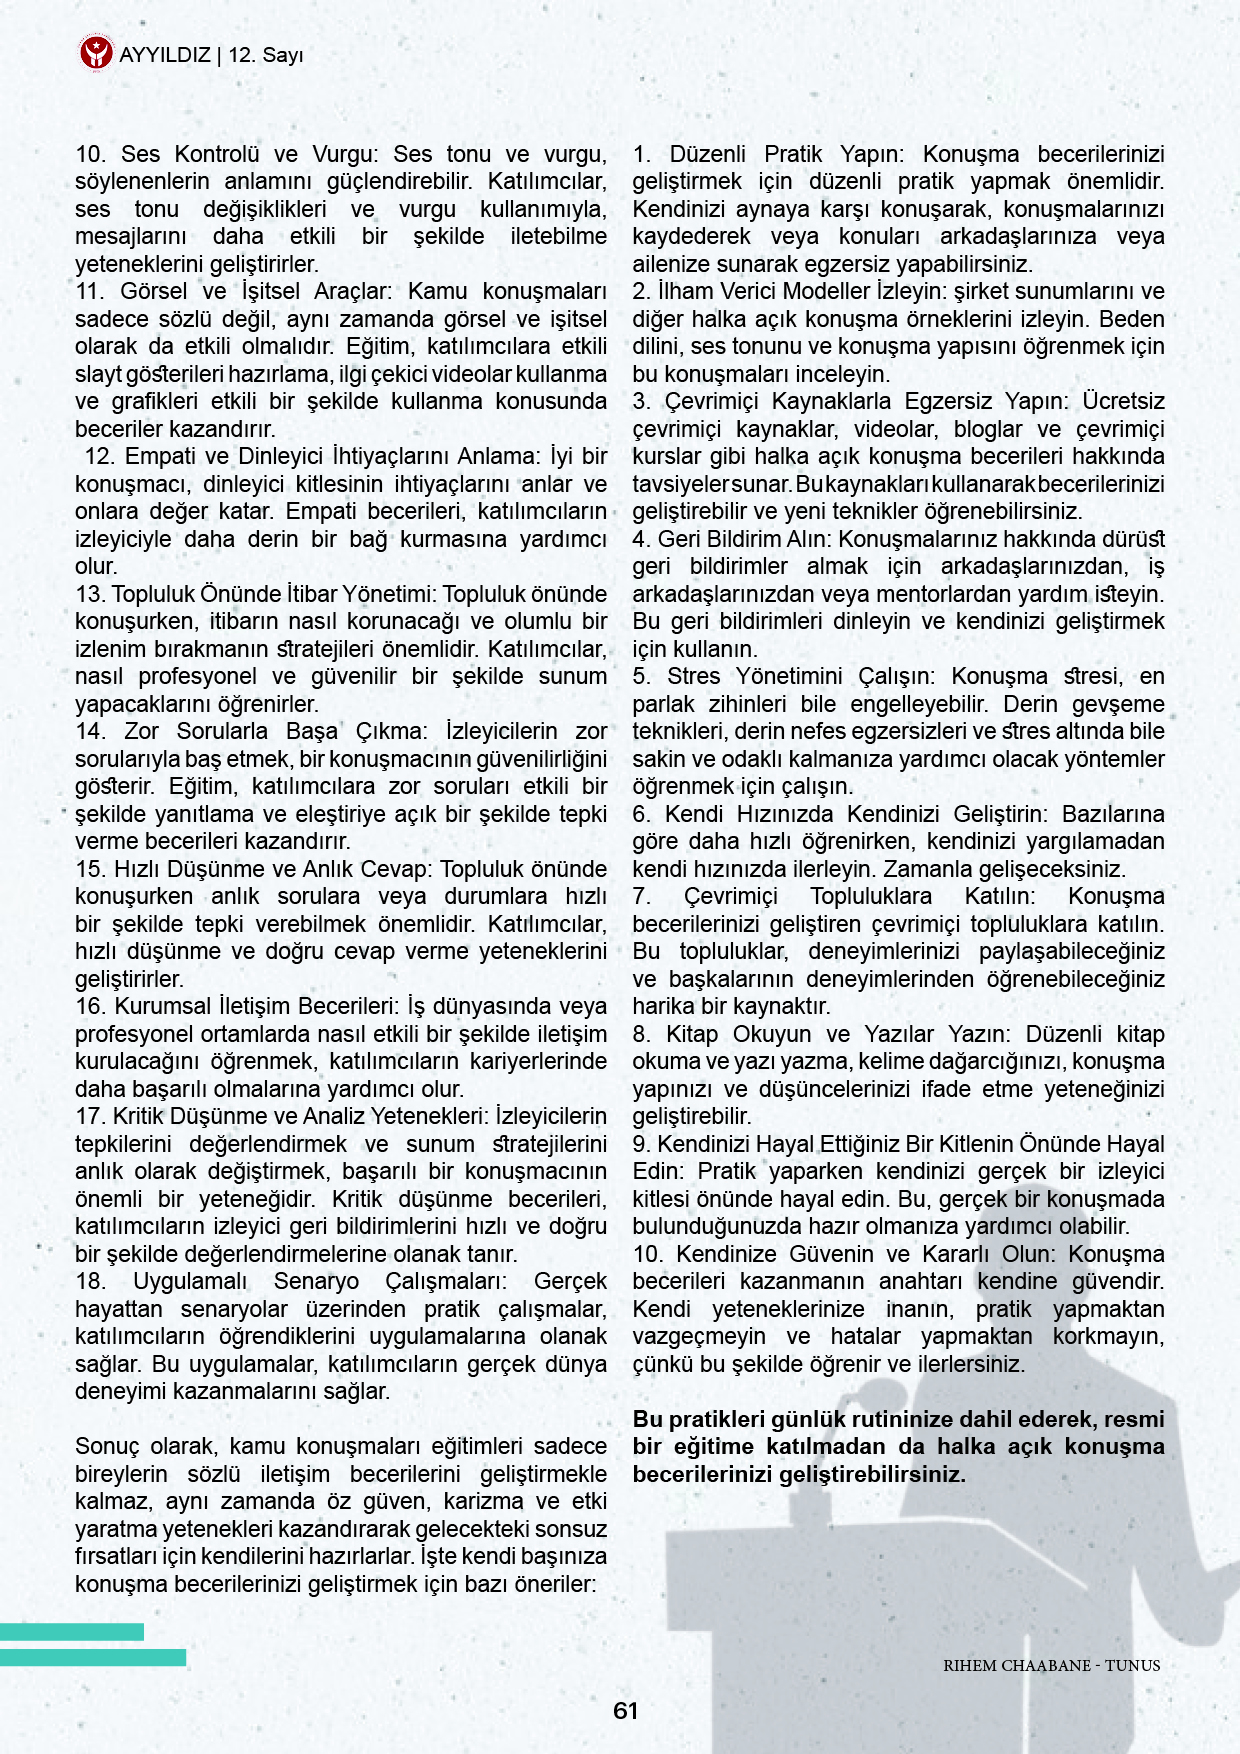 AYYILDIZ | 12. Sayı
10. Ses Kontrolü ve Vurgu: Ses tonu ve vurgu,
söylenenlerin anlamını güçlendirebilir. Katılımcılar,
ses tonu değişiklikleri ve vurgu kullanımıyla,
mesajlarını daha etkili bir şekilde iletebilme
yeteneklerini geliştirirler.
11. Görsel ve İşitsel Araçlar: Kamu konuşmaları
sadece sözlü değil, aynı zamanda görsel ve işitsel
olarak da etkili olmalıdır. Eğitim, katılımcılara etkili
slayt gösterileri hazırlama, ilgi çekici videolar kullanma
ve grafikleri etkili bir şekilde kullanma konusunda
beceriler kazandırır.
12. Empati ve Dinleyici İhtiyaçlarını Anlama: İyi bir
konuşmacı, dinleyici kitlesinin ihtiyaçlarını anlar ve
onlara değer katar. Empati becerileri, katılımcıların
izleyiciyle daha derin bir bağ kurmasına yardımcı
olur.
13. Topluluk Önünde İtibar Yönetimi: Topluluk önünde
konuşurken, itibarın nasıl korunacağı ve olumlu bir
izlenim bırakmanın stratejileri önemlidir. Katılımcılar,
nasıl profesyonel ve güvenilir bir şekilde sunum
yapacaklarını öğrenirler.
14. Zor Sorularla Başa Çıkma: İzleyicilerin zor
sorularıyla baş etmek, bir konuşmacının güvenilirliğini
gösterir. Eğitim, katılımcılara zor soruları etkili bir
şekilde yanıtlama ve eleştiriye açık bir şekilde tepki
verme becerileri kazandırır.
15. Hızlı Düşünme ve Anlık Cevap: Topluluk önünde
konuşurken anlık sorulara veya durumlara hızlı
bir şekilde tepki verebilmek önemlidir. Katılımcılar,
hızlı düşünme ve doğru cevap verme yeteneklerini
geliştirirler.
16. Kurumsal İletişim Becerileri: İş dünyasında veya
profesyonel ortamlarda nasıl etkili bir şekilde iletişim
kurulacağını öğrenmek, katılımcıların kariyerlerinde
daha başarılı olmalarına yardımcı olur.
17. Kritik Düşünme ve Analiz Yetenekleri: İzleyicilerin
tepkilerini değerlendirmek ve sunum stratejilerini
anlık olarak değiştirmek, başarılı bir konuşmacının
önemli bir yeteneğidir. Kritik düşünme becerileri,
katılımcıların izleyici geri bildirimlerini hızlı ve doğru
bir şekilde değerlendirmelerine olanak tanır.
18. Uygulamalı Senaryo Çalışmaları: Gerçek
hayattan senaryolar üzerinden pratik çalışmalar,
katılımcıların öğrendiklerini uygulamalarına olanak
sağlar. Bu uygulamalar, katılımcıların gerçek dünya
deneyimi kazanmalarını sağlar.
Sonuç olarak, kamu konuşmaları eğitimleri sadece
bireylerin sözlü iletişim becerilerini geliştirmekle
kalmaz, aynı zamanda öz güven, karizma ve etki
yaratma yetenekleri kazandırarak gelecekteki sonsuz
fırsatları için kendilerini hazırlarlar. İşte kendi başınıza
konuşma becerilerinizi geliştirmek için bazı öneriler:
1. Düzenli Pratik Yapın: Konuşma becerilerinizi
geliştirmek için düzenli pratik yapmak önemlidir.
Kendinizi aynaya karşı konuşarak, konuşmalarınızı
kaydederek veya konuları arkadaşlarınıza veya
ailenize sunarak egzersiz yapabilirsiniz.
2. İlham Verici Modeller İzleyin: şirket sunumlarını ve
diğer halka açık konuşma örneklerini izleyin. Beden
dilini, ses tonunu ve konuşma yapısını öğrenmek için
bu konuşmaları inceleyin.
3. Çevrimiçi Kaynaklarla Egzersiz Yapın: Ücretsiz
çevrimiçi kaynaklar, videolar, bloglar ve çevrimiçi
kurslar gibi halka açık konuşma becerileri hakkında
tavsiyeler sunar. Bu kaynakları kullanarak becerilerinizi
geliştirebilir ve yeni teknikler öğrenebilirsiniz.
4. Geri Bildirim Alın: Konuşmalarınız hakkında dürüst
geri bildirimler almak için arkadaşlarınızdan, iş
arkadaşlarınızdan veya mentorlardan yardım isteyin.
Bu geri bildirimleri dinleyin ve kendinizi geliştirmek
için kullanın.
5. Stres Yönetimini Çalışın: Konuşma stresi, en
parlak zihinleri bile engelleyebilir. Derin gevşeme
teknikleri, derin nefes egzersizleri ve stres altında bile
sakin ve odaklı kalmanıza yardımcı olacak yöntemler
öğrenmek için çalışın.
6. Kendi Hızınızda Kendinizi Geliştirin: Bazılarına
göre daha hızlı öğrenirken, kendinizi yargılamadan
kendi hızınızda ilerleyin. Zamanla gelişeceksiniz.
7. Çevrimiçi Topluluklara Katılın: Konuşma
becerilerinizi geliştiren çevrimiçi topluluklara katılın.
Bu topluluklar, deneyimlerinizi paylaşabileceğiniz
ve başkalarının deneyimlerinden öğrenebileceğiniz
harika bir kaynaktır.
8. Kitap Okuyun ve Yazılar Yazın: Düzenli kitap
okuma ve yazı yazma, kelime dağarcığınızı, konuşma
yapınızı ve düşüncelerinizi ifade etme yeteneğinizi
geliştirebilir.
9. Kendinizi Hayal Ettiğiniz Bir Kitlenin Önünde Hayal
Edin: Pratik yaparken kendinizi gerçek bir izleyici
kitlesi önünde hayal edin. Bu, gerçek bir konuşmada
bulunduğunuzda hazır olmanıza yardımcı olabilir.
10. Kendinize Güvenin ve Kararlı Olun: Konuşma
becerileri kazanmanın anahtarı kendine güvendir.
Kendi yeteneklerinize inanın, pratik yapmaktan
vazgeçmeyin ve hatalar yapmaktan korkmayın,
çünkü bu şekilde öğrenir ve ilerlersiniz.
Bu pratikleri günlük rutininize dahil ederek, resmi
bir eğitime katılmadan da halka açık konuşma
becerilerinizi geliştirebilirsiniz.
RIHEM CHAABANE - TUNUS
61